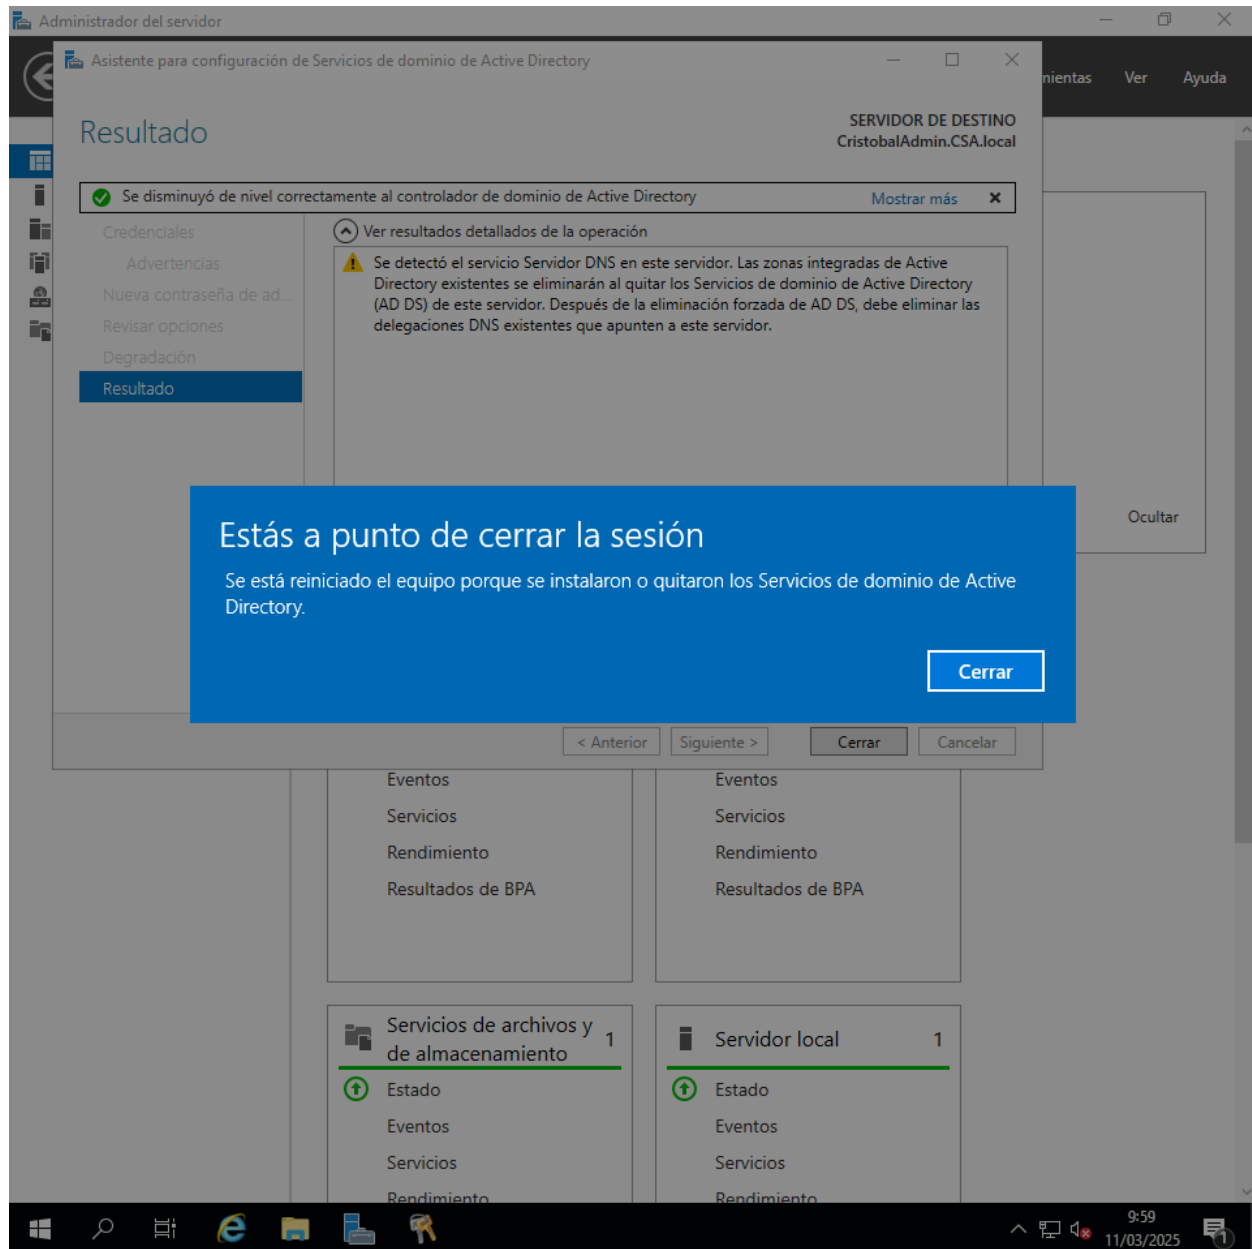 Administrador del servidor
Asistente para configuración de Servicios de dominio de Active Directory
mientas Ver Ayuda
Resultado
SERVIDOR DE DESTINO
CristobalAdmin.CSA.local
Se disminuyó de nivel correctamente al controlador de dominio de Active Directory
Mostrar más
Credenciales
Advertencias
Nueva contraseña de ad...
Revisar opciones
Degradación
Resultado
Ver resultados detallados de la operación
Se detectó el servicio Servidor DNS en este servidor. Las zonas integradas de Active
Directory existentes se eliminarán al quitar los Servicios de dominio de Active Directory
(AD DS) de este servidor. Después de la eliminación forzada de AD DS, debe eliminar las
delegaciones DNS existentes que apunten a este servidor.
Ocultar
Estás a punto de cerrar la sesión
Se está reiniciado el equipo porque se instalaron o quitaron los Servicios de dominio de Active
Directory.
Cerrar
< Anterior Siguiente > Cerrar Cancelar
Eventos
Servicios
Rendimiento
Resultados de BPA
Eventos
Servicios
Rendimiento
Resultados de BPA
Servicios de archivos y
de almacenamiento 1
Estado
Eventos
Servicios
Rendimiento
Servidor local 1
Estado
Eventos
Servicios
Rendimiento
9:59
11/03/2025
1